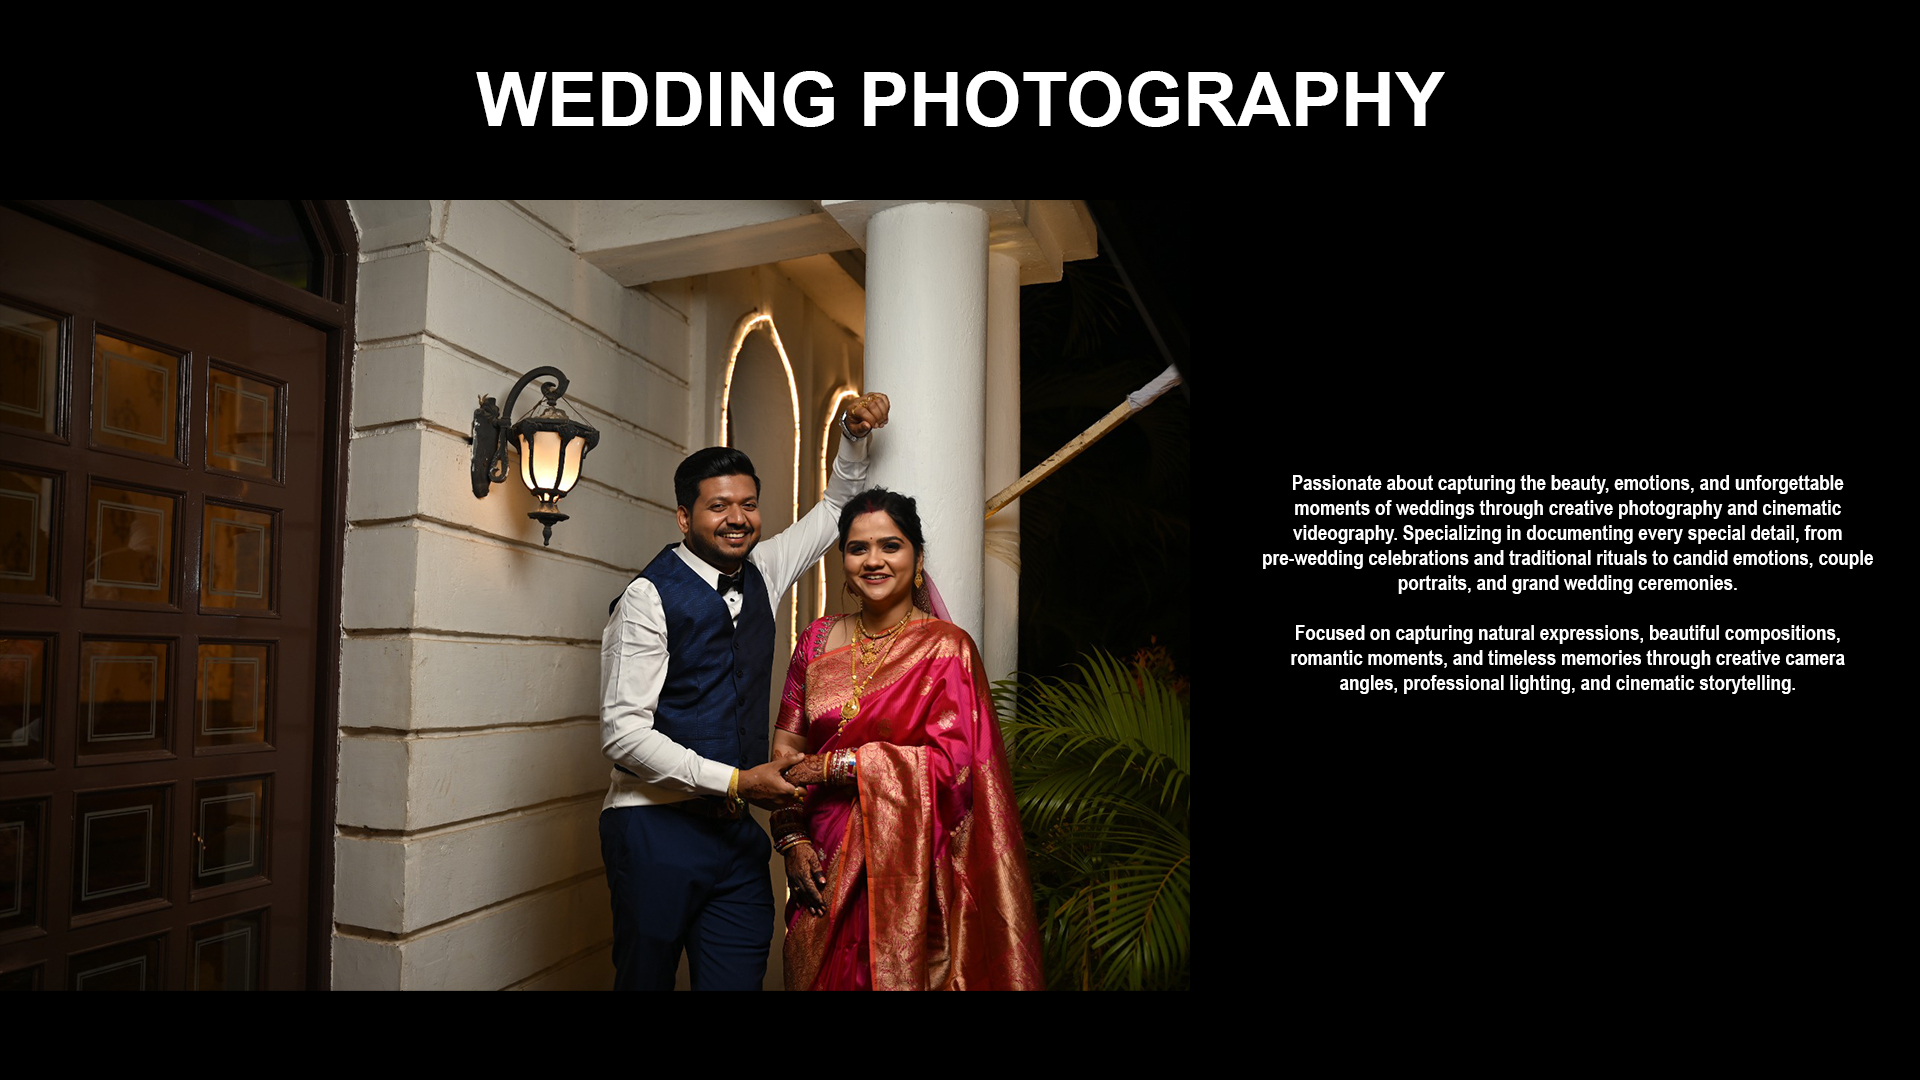 WEDDING PHOTOGRAPHY
Passionate about capturing the beauty, emotions, and unforgettable
moments of weddings through creative photography and cinematic
videography. Specializing in documenting every special detail, from
pre-wedding celebrations and traditional rituals to candid emotions, couple
portraits, and grand wedding ceremonies.
Focused on capturing natural expressions, beautiful compositions,
romantic moments, and timeless memories through creative camera
angles, professional lighting, and cinematic storytelling.